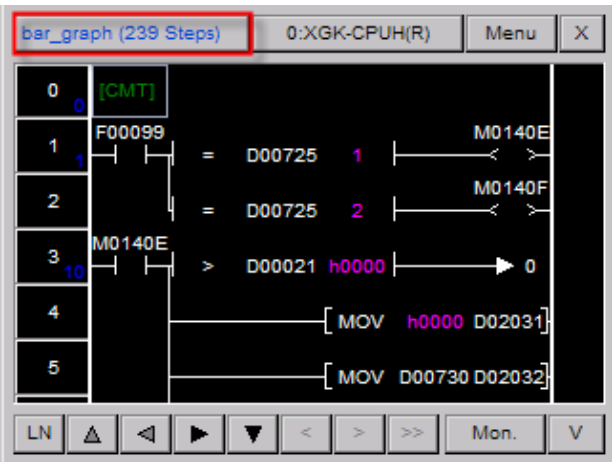 bar_graph (239 Steps) 0:XGK-CPUH(R) Menu X
0 0 [CMT]
F00099 M0140E
1 1 = D00725 1
M0140F
2 = D00725 2
M0140E
3 10 > D00021 h0000 0
4 MOV h0000 D02031
5 MOV D00730 D02032
LN < > >> Mon. V